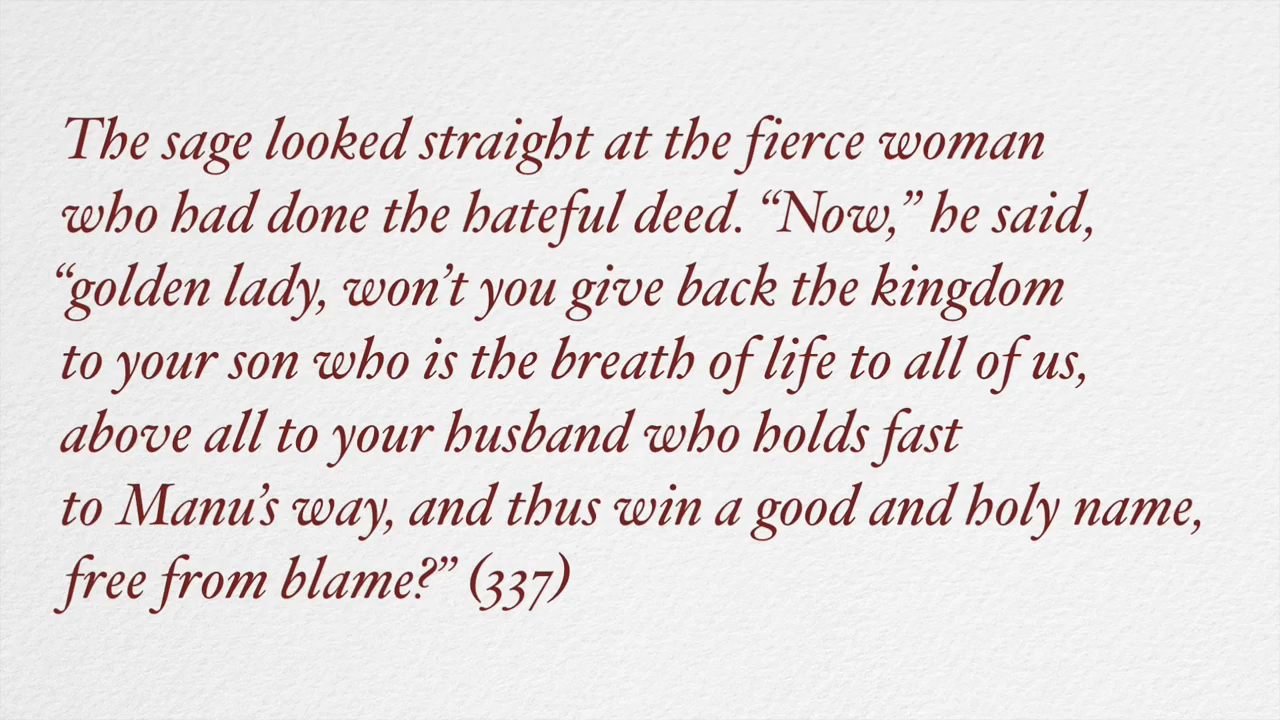 The sage looked straight at the fierce woman
who had done the hateful deed. “Now,” he said,
“golden lady, won’t you give back the kingdom
to your son who is the breath of life to all of us,
above all to your husband who holds fast
to Manu’s way, and thus win a good and holy name,
free from blame?” (337)